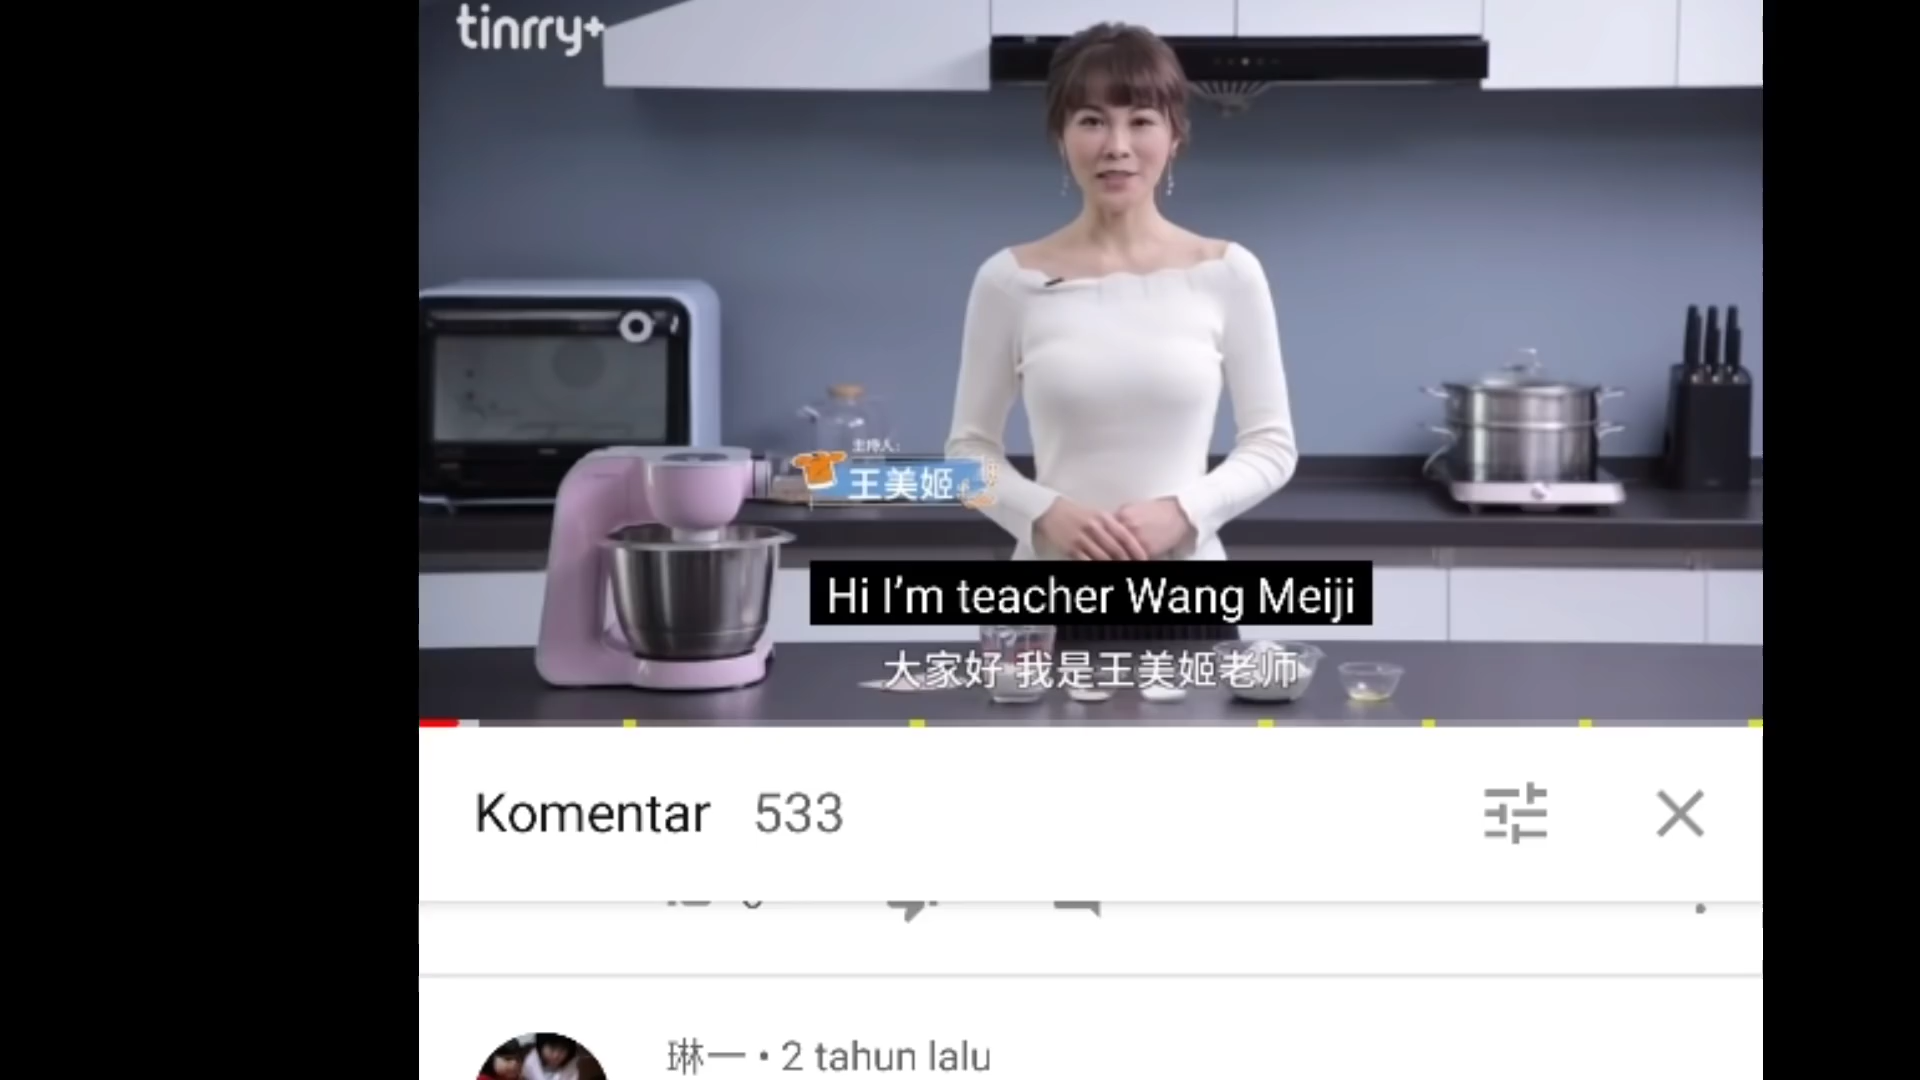 tinrry+
主持人:
王美姬
Hi I'm teacher Wang Meiji
大家好 我是王美姬老师
Komentar 533
琳一 • 2 tahun lalu